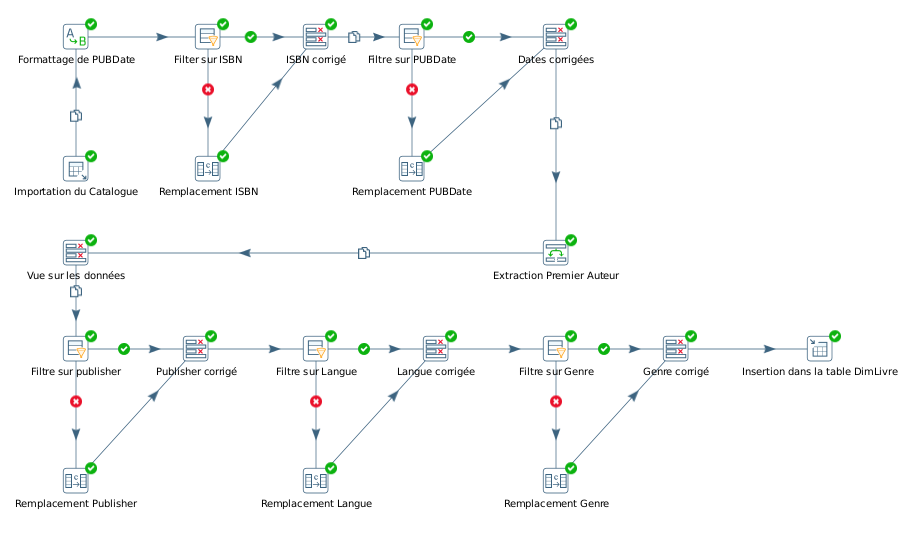 Formattage de PUBDate
Filter sur ISBN
ISBN corrigé
Filtre sur PUBDate
Dates corrigées
Importation du Catalogue
Remplacement ISBN
Remplacement PUBDate
Vue sur les données
Extraction Premier Auteur
Filtre sur publisher
Publisher corrigé
Filtre sur Langue
Langue corrigée
Filtre sur Genre
Genre corrigé
Insertion dans la table DimLivre
Remplacement Publisher
Remplacement Langue
Remplacement Genre